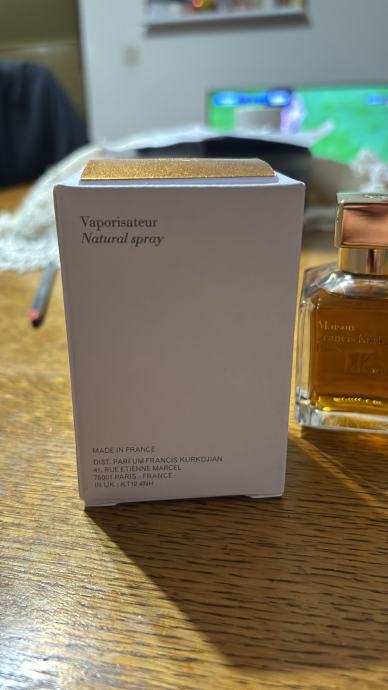 Vaporisateur
Natural spray
MADE IN FRANCE
DIST. PARFUM FRANCIS KURKDJIAN
41, RUE ETIENNE MARCEL
75001 PARIS - FRANCE
IN UK : KT12 4NH
Maison
Francis